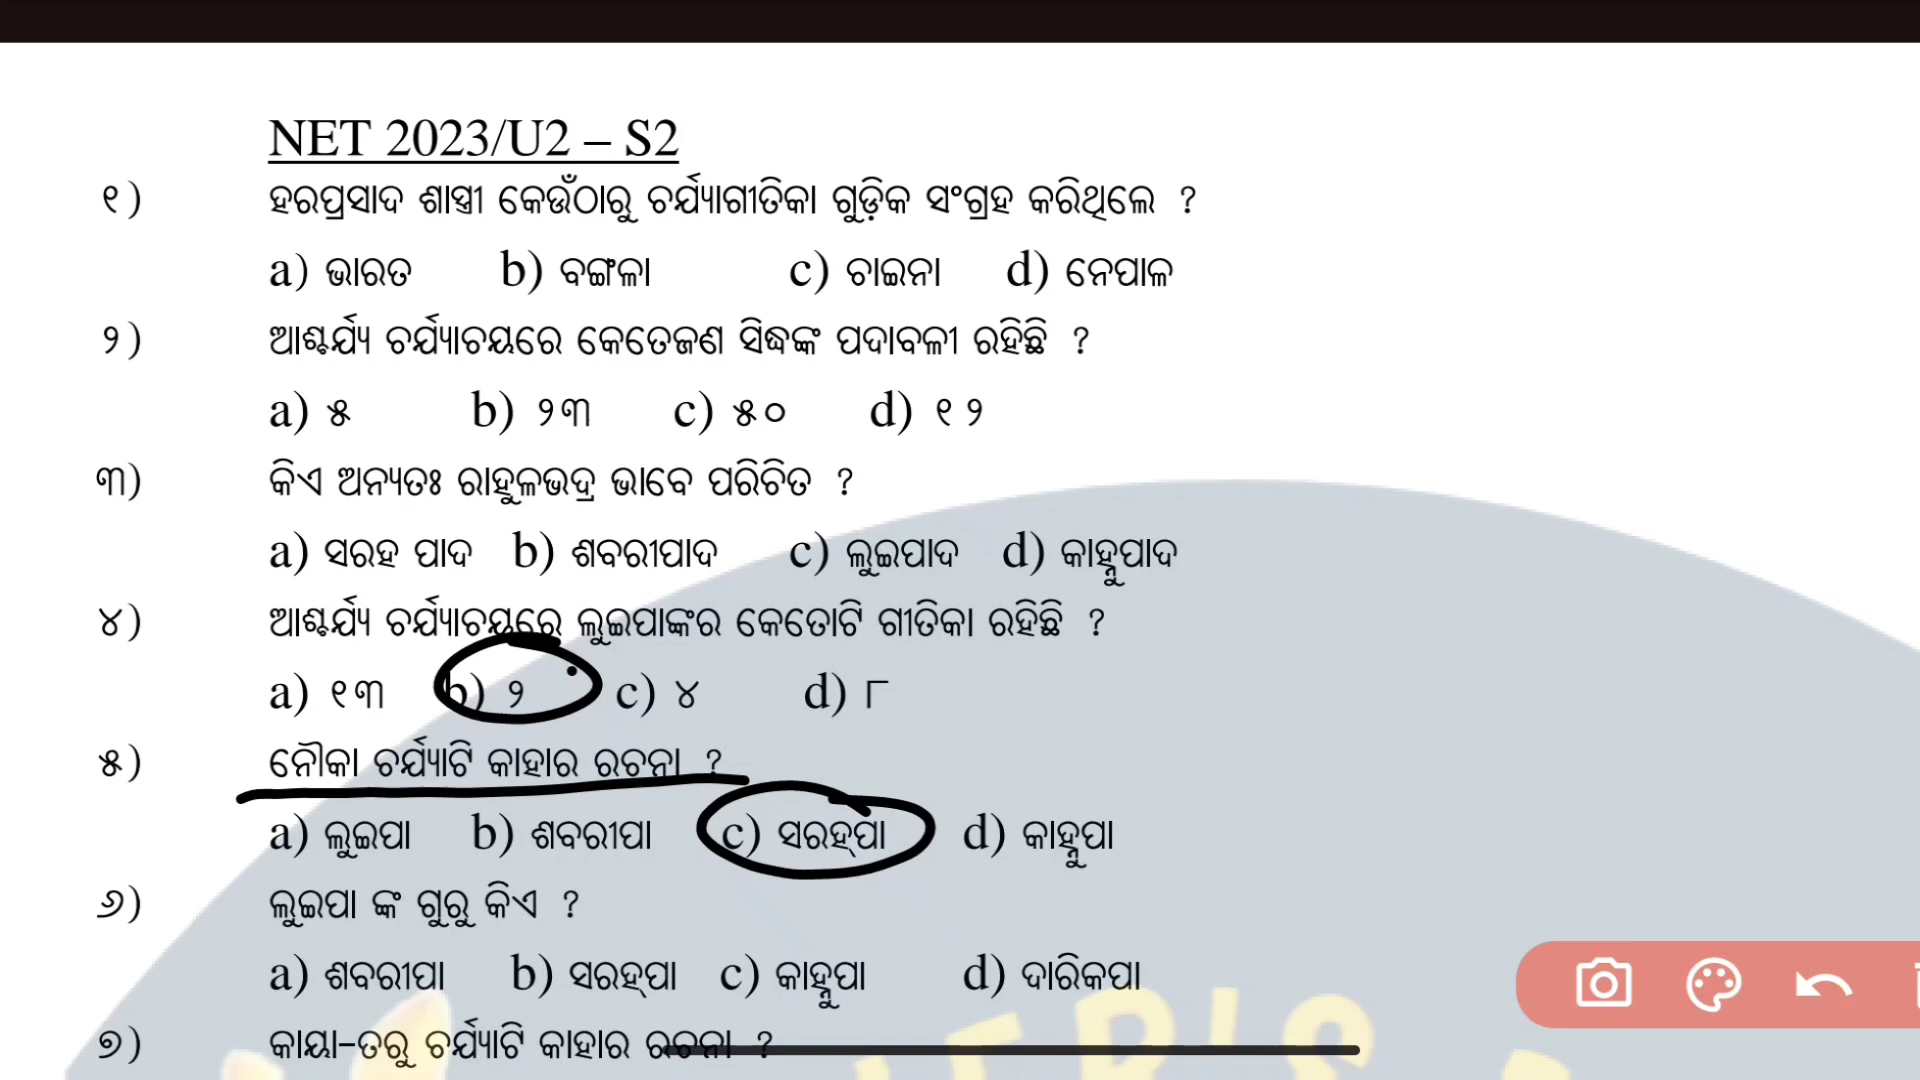 NET 2023/U2 – S2
୧) ହରପ୍ରସାଦ ଶାସ୍ତ୍ରୀ କେଉଁଠାରୁ ଚର୍ଯ୍ୟାଗୀତିକା ଗୁଡ଼ିକ ସଂଗ୍ରହ କରିଥିଲେ ?
a) ଭାରତ b) ବଙ୍ଗଳା c) ଚାଇନା d) ନେପାଳ
୨) ଆଶ୍ଚର୍ଯ୍ୟ ଚର୍ଯ୍ୟାଚୟରେ କେତେଜଣ ସିଦ୍ଧଙ୍କ ପଦାବଳୀ ରହିଛି ?
a) ୫ b) ୨୩ c) ୫୦ d) ୧୨
୩) କିଏ ଅନ୍ୟତଃ ରାହୁଳଭଦ୍ର ଭାବେ ପରିଚିତ ?
a) ସରହ ପାଦ b) ଶବରୀପାଦ c) ଲୁଇପାଦ d) କାହ୍ନୁପାଦ
୪) ଆଶ୍ଚର୍ଯ୍ୟ ଚର୍ଯ୍ୟାଚୟରେ ଲୁଇପାଙ୍କର କେତୋଟି ଗୀତିକା ରହିଛି ?
a) ୧୩ b) ୨ c) ୪ d) ୮
୫) ନୌକା ଚର୍ଯ୍ୟାଟି କାହାର ରଚନା ?
a) ଲୁଇପା b) ଶବରୀପା c) ସରହ୍‌ପା d) କାହ୍ନୁପା
୬) ଲୁଇପା ଙ୍କ ଗୁରୁ କିଏ ?
a) ଶବରୀପା b) ସରହ୍‌ପା c) କାହ୍ନୁପା d) ଦାରିକପା
୭) କାୟା-ତରୁ ଚର୍ଯ୍ୟାଟି କାହାର ରଚନା ?